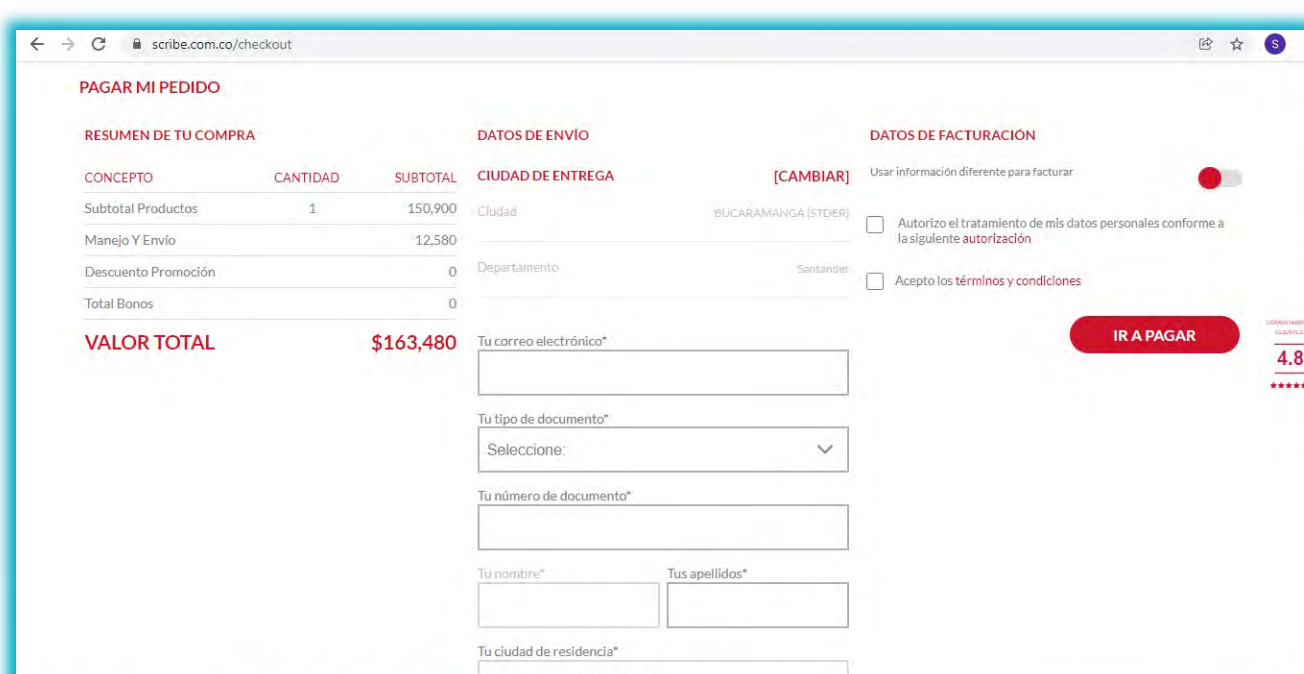 scribe.com.co/checkout
S
PAGAR MI PEDIDO
RESUMEN DE TU COMPRA
CONCEPTO CANTIDAD SUBTOTAL
Subtotal Productos 1 150,900
Manejo Y Envío 12,580
Descuento Promoción 0
Total Bonos 0
VALOR TOTAL $163,480
DATOS DE ENVÍO
CIUDAD DE ENTREGA [CAMBIAR]
Ciudad BUCARAMANGA (STDER)
Departamento Santander
Tu correo electrónico*
Tu tipo de documento*
Seleccione:
Tu número de documento*
Tu nombre* Tus apellidos*
Tu ciudad de residencia*
DATOS DE FACTURACIÓN
Usar información diferente para facturar
Autorizo el tratamiento de mis datos personales conforme a
la siguiente autorización
Acepto los términos y condiciones
IR A PAGAR
4.8